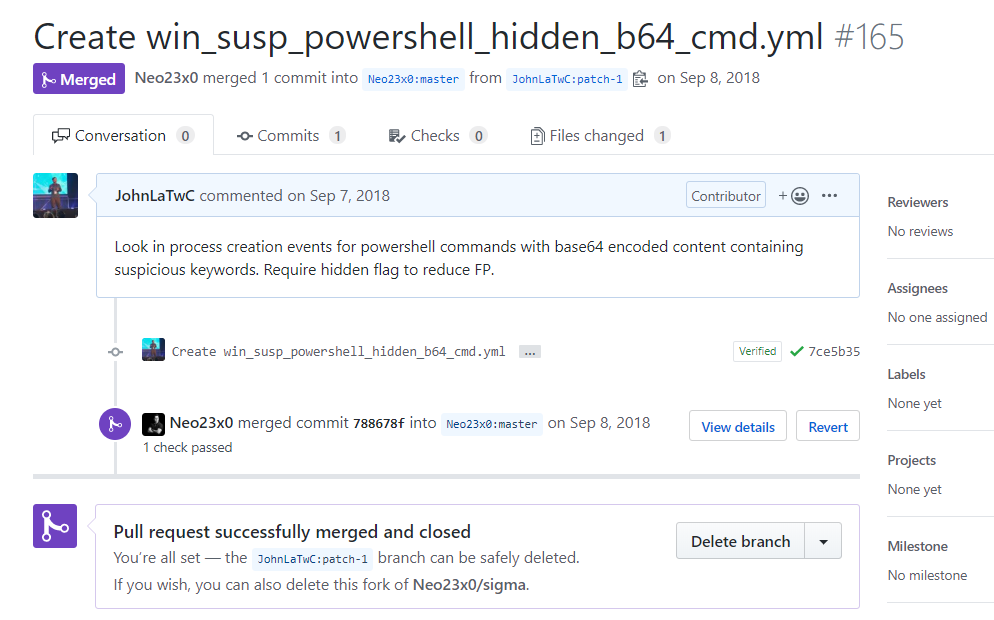 Create win_susp_powershell_hidden_b64_cmd.yml #165
Merged Neo23x0 merged 1 commit into Neo23x0:master from JohnLaTwC:patch-1 on Sep 8, 2018
Conversation 0 Commits 1 Checks 0 Files changed 1
JohnLaTwC commented on Sep 7, 2018 Contributor + ...
Look in process creation events for powershell commands with base64 encoded content containing
suspicious keywords. Require hidden flag to reduce FP.
Create win_susp_powershell_hidden_b64_cmd.yml ... Verified 7ce5b35
Neo23x0 merged commit 788678f into Neo23x0:master on Sep 8, 2018 View details Revert
1 check passed
Pull request successfully merged and closed
You're all set — the JohnLaTwC:patch-1 branch can be safely deleted.
If you wish, you can also delete this fork of Neo23x0/sigma.
Delete branch
Reviewers
No reviews
Assignees
No one assigned
Labels
None yet
Projects
None yet
Milestone
No milestone